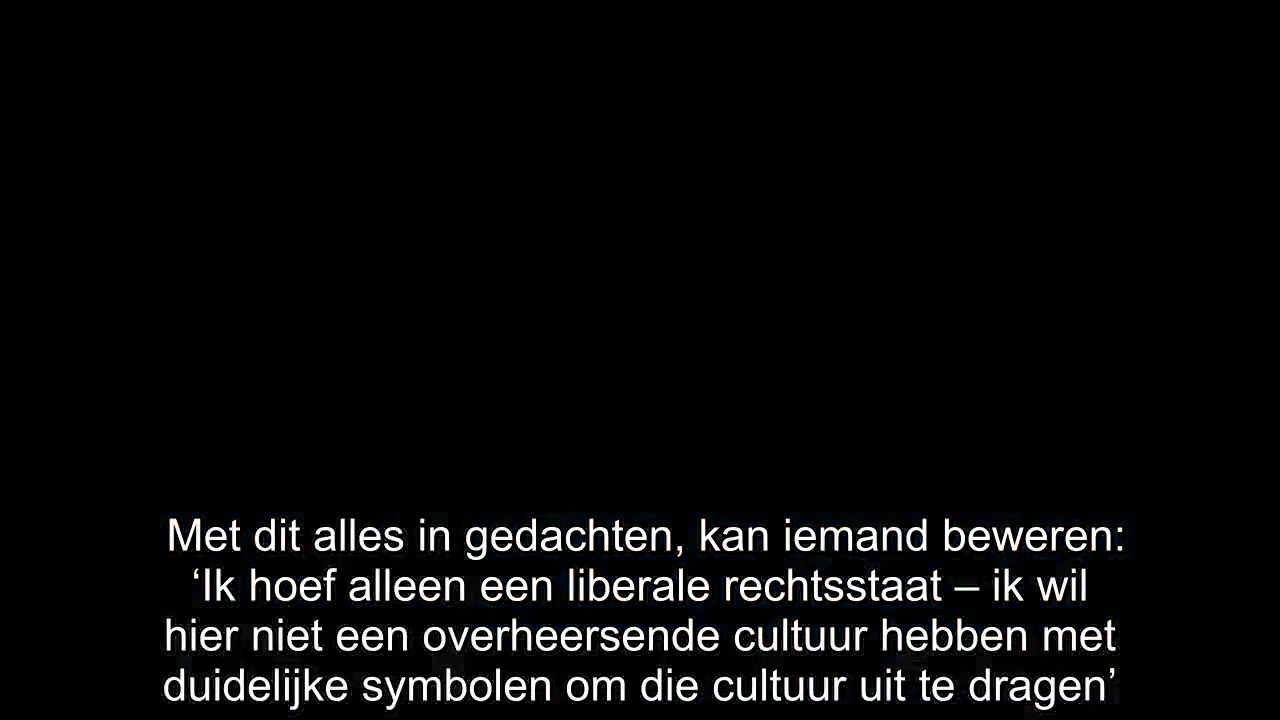 Met dit alles in gedachten, kan iemand beweren:
‘Ik hoef alleen een liberale rechtsstaat – ik wil
hier niet een overheersende cultuur hebben met
duidelijke symbolen om die cultuur uit te dragen’